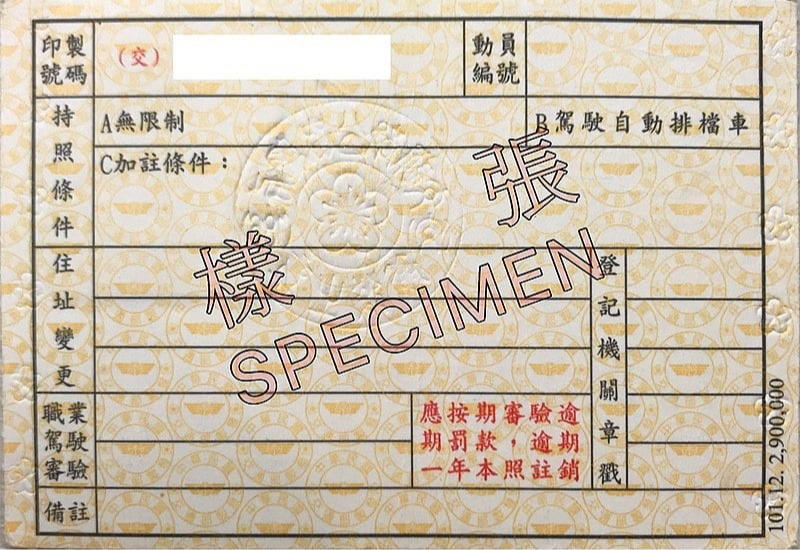 印製
號碼
（交）
動員
編號
持照條件
A無限制
B駕駛自動排檔車
C加註條件：
樣張
SPECIMEN
住址變更
登記機關章戳
職業
駕駛
審驗
應按期審驗逾
期罰款，逾期
一年本照註銷
備註
101.12. 2,900,000